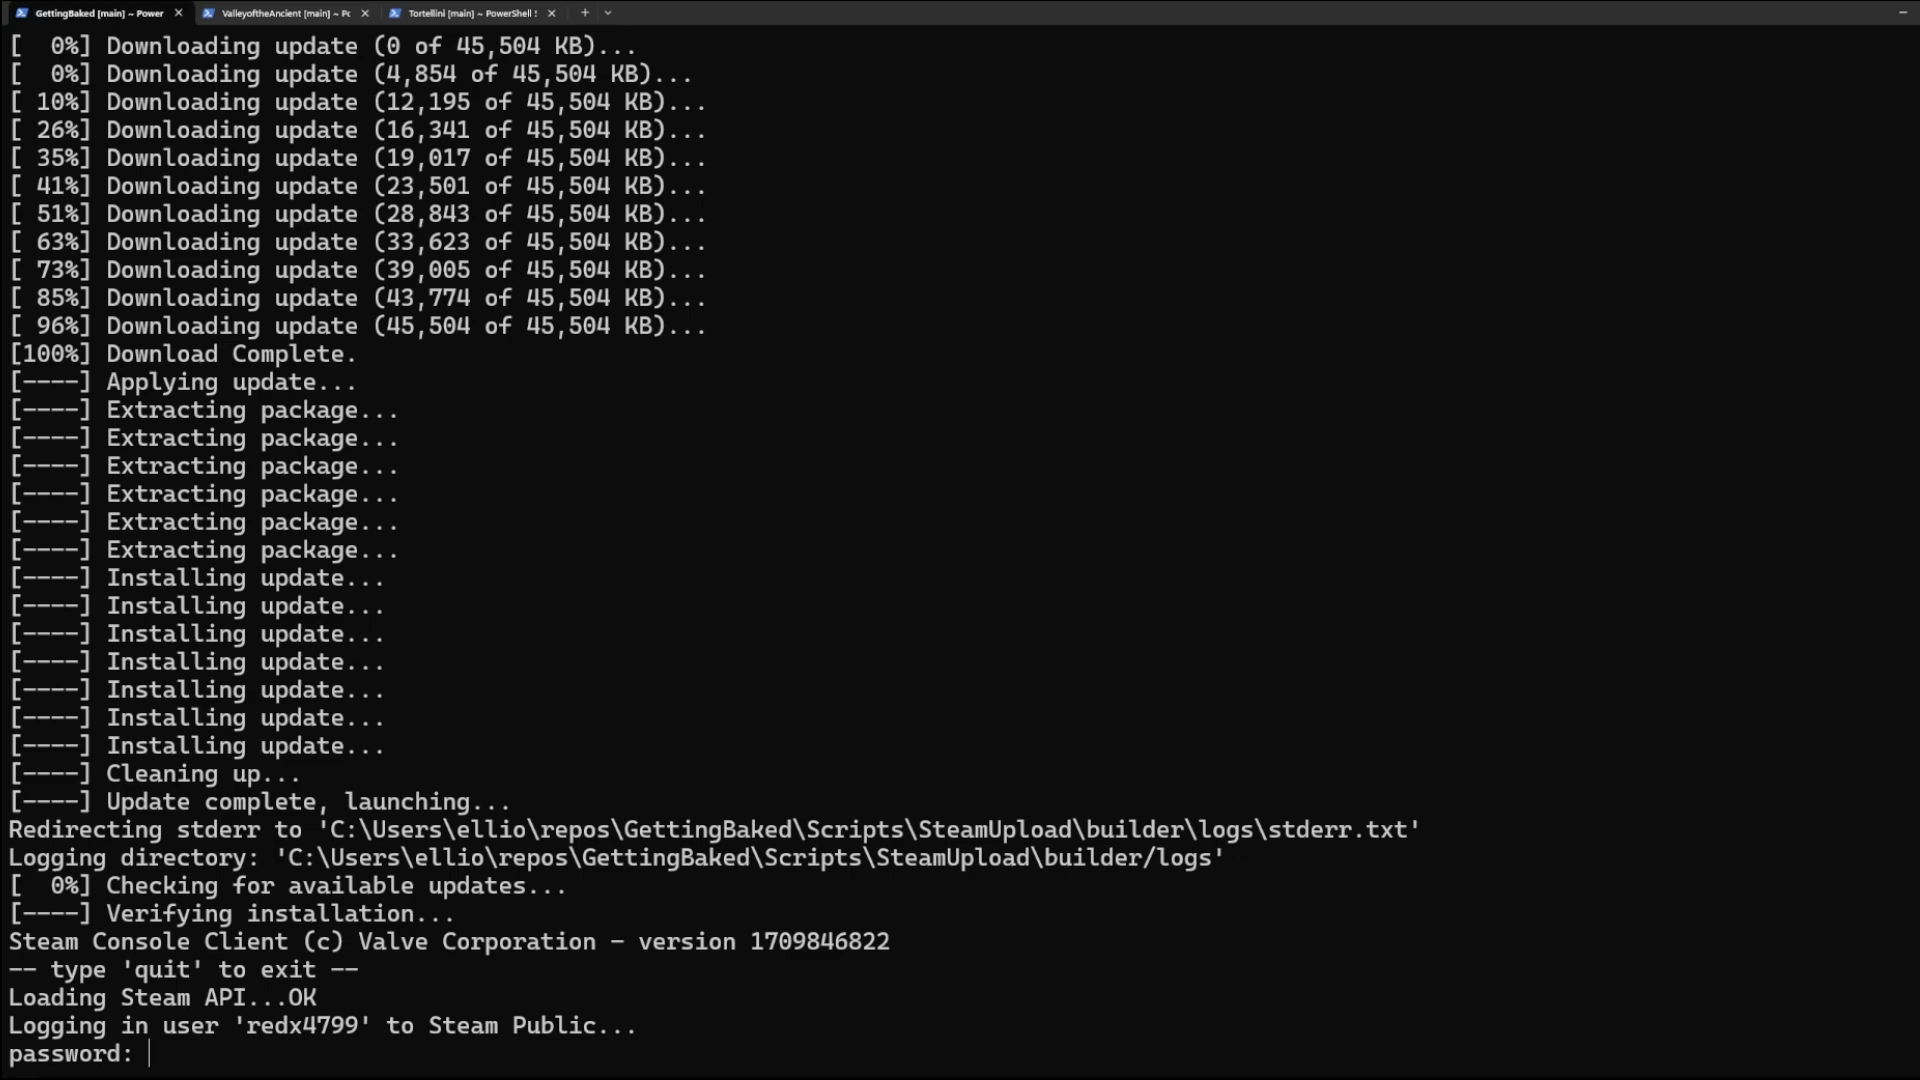 GettingBaked [main] ~ Power
ValleyoftheAncient [main] ~ Pc
Tortellini [main] ~ PowerShell
[  0%] Downloading update (0 of 45,504 KB)...
[  0%] Downloading update (4,854 of 45,504 KB)...
[ 10%] Downloading update (12,195 of 45,504 KB)...
[ 26%] Downloading update (16,341 of 45,504 KB)...
[ 35%] Downloading update (19,017 of 45,504 KB)...
[ 41%] Downloading update (23,501 of 45,504 KB)...
[ 51%] Downloading update (28,843 of 45,504 KB)...
[ 63%] Downloading update (33,623 of 45,504 KB)...
[ 73%] Downloading update (39,005 of 45,504 KB)...
[ 85%] Downloading update (43,774 of 45,504 KB)...
[ 96%] Downloading update (45,504 of 45,504 KB)...
[100%] Download Complete.
[----] Applying update...
[----] Extracting package...
[----] Extracting package...
[----] Extracting package...
[----] Extracting package...
[----] Extracting package...
[----] Extracting package...
[----] Installing update...
[----] Installing update...
[----] Installing update...
[----] Installing update...
[----] Installing update...
[----] Installing update...
[----] Installing update...
[----] Cleaning up...
[----] Update complete, launching...
Redirecting stderr to 'C:\Users\ellio\repos\GettingBaked\Scripts\SteamUpload\builder\logs\stderr.txt'
Logging directory: 'C:\Users\ellio\repos\GettingBaked\Scripts\SteamUpload\builder/logs'
[  0%] Checking for available updates...
[----] Verifying installation...
Steam Console Client (c) Valve Corporation - version 1709846822
-- type 'quit' to exit --
Loading Steam API...OK
Logging in user 'redx4799' to Steam Public...
password: